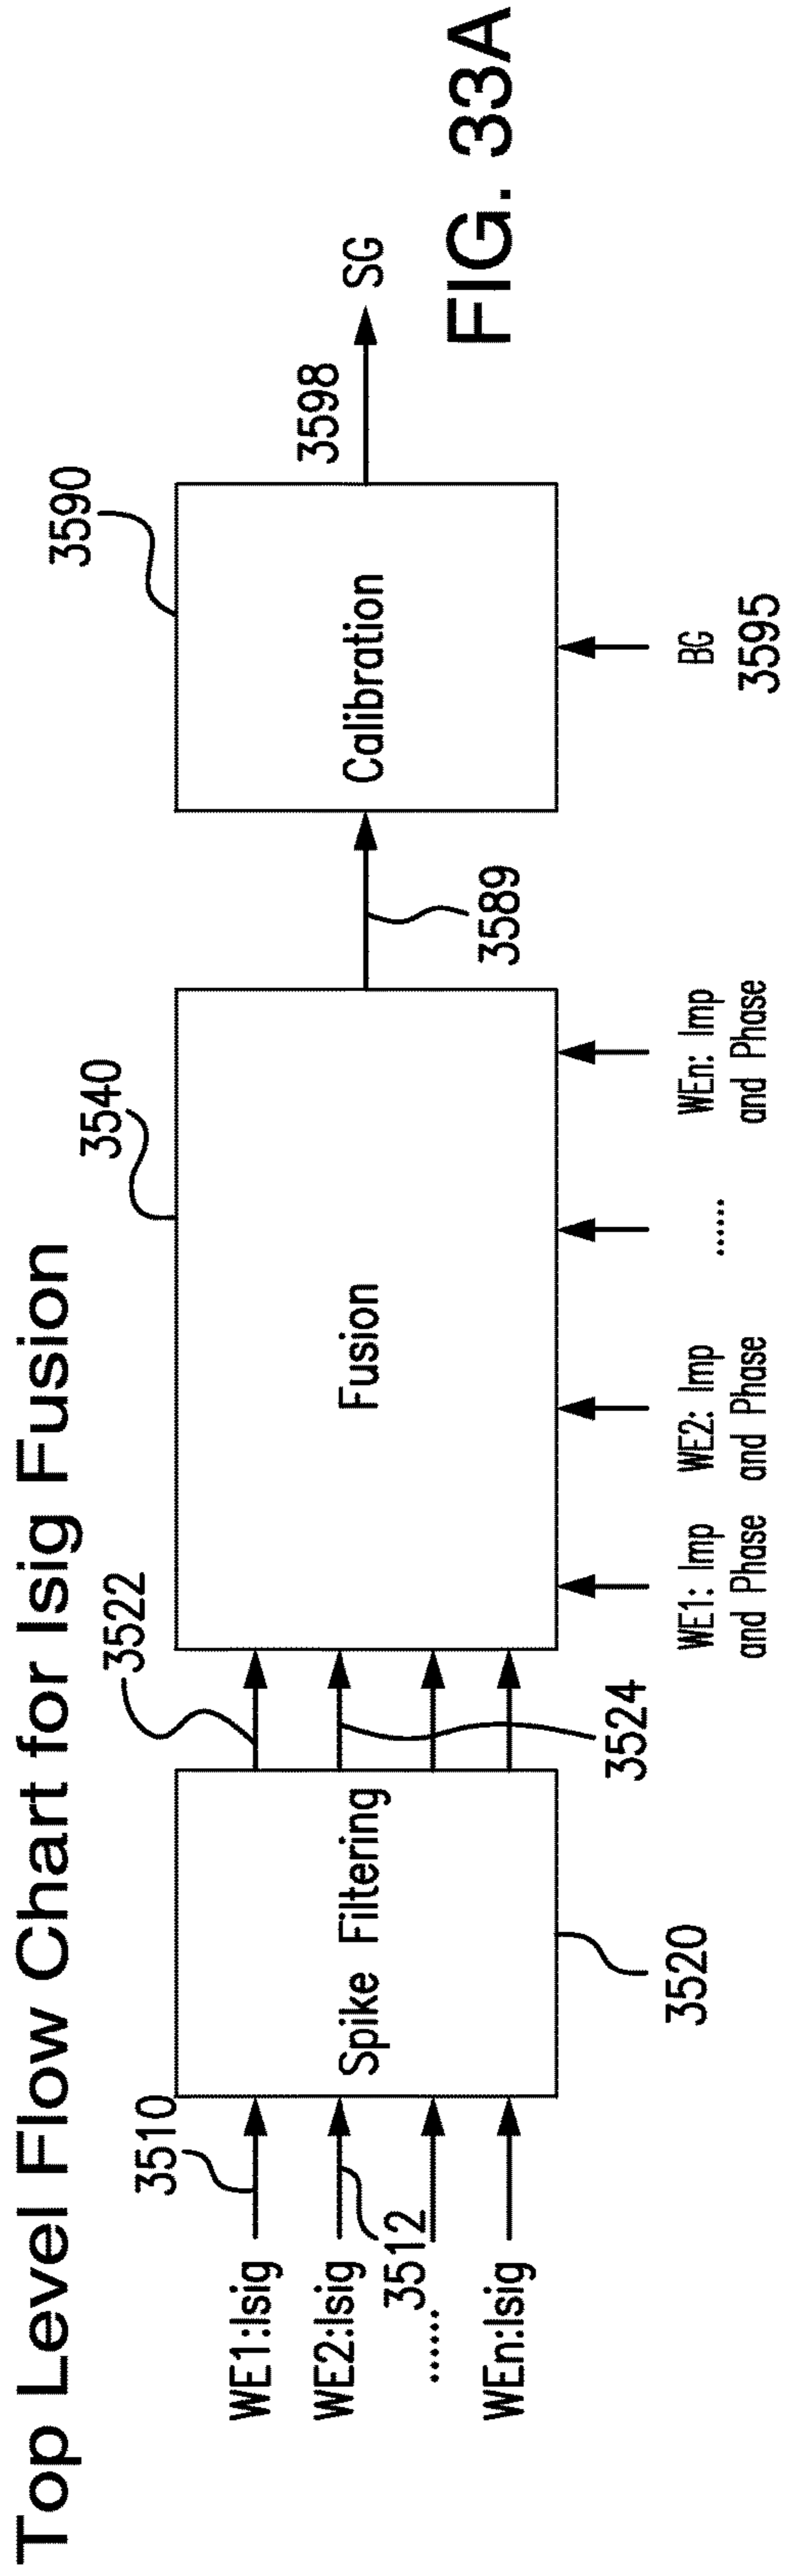 Top Level Flow Chart for Isig Fusion
WE1:Isig
WE2:Isig
......
WEn:Isig
3510
3512
Spike Filtering
3520
3522
3524
Fusion
3540
WE1: Imp
and Phase
WE2: Imp
and Phase
......
WEn: Imp
and Phase
3589
Calibration
3590
BG
3595
3598
SG
FIG. 33A